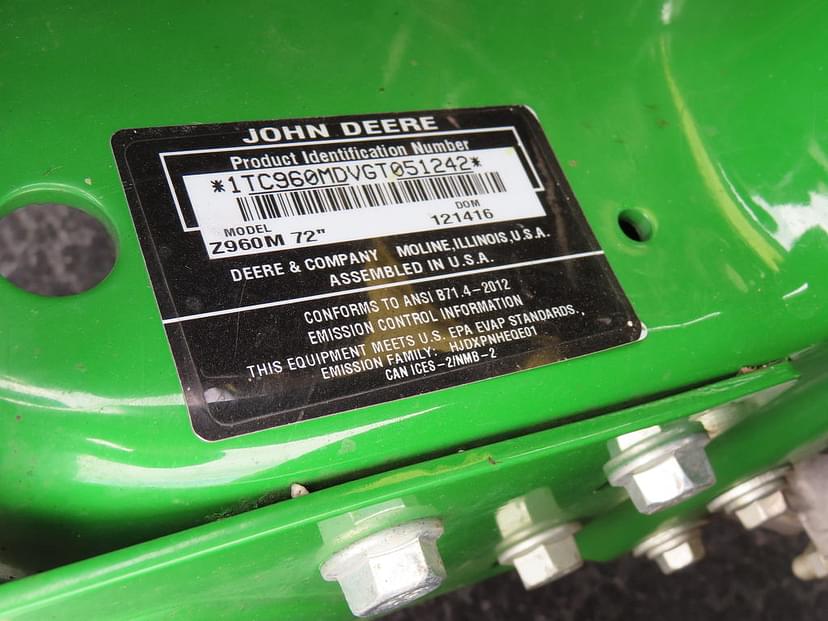 JOHN DEERE
Product Identification Number
*1TC960MDVGT051242*
MODEL DOM
Z960M 72" 121416
DEERE & COMPANY MOLINE, ILLINOIS, U.S.A.
ASSEMBLED IN U.S.A.
CONFORMS TO ANSI B71.4-2012
EMISSION CONTROL INFORMATION
THIS EQUIPMENT MEETS U.S. EPA EVAP STANDARDS.,
EMISSION FAMILY: HJDXPNHEQE01
CAN ICES-2/NMB-2